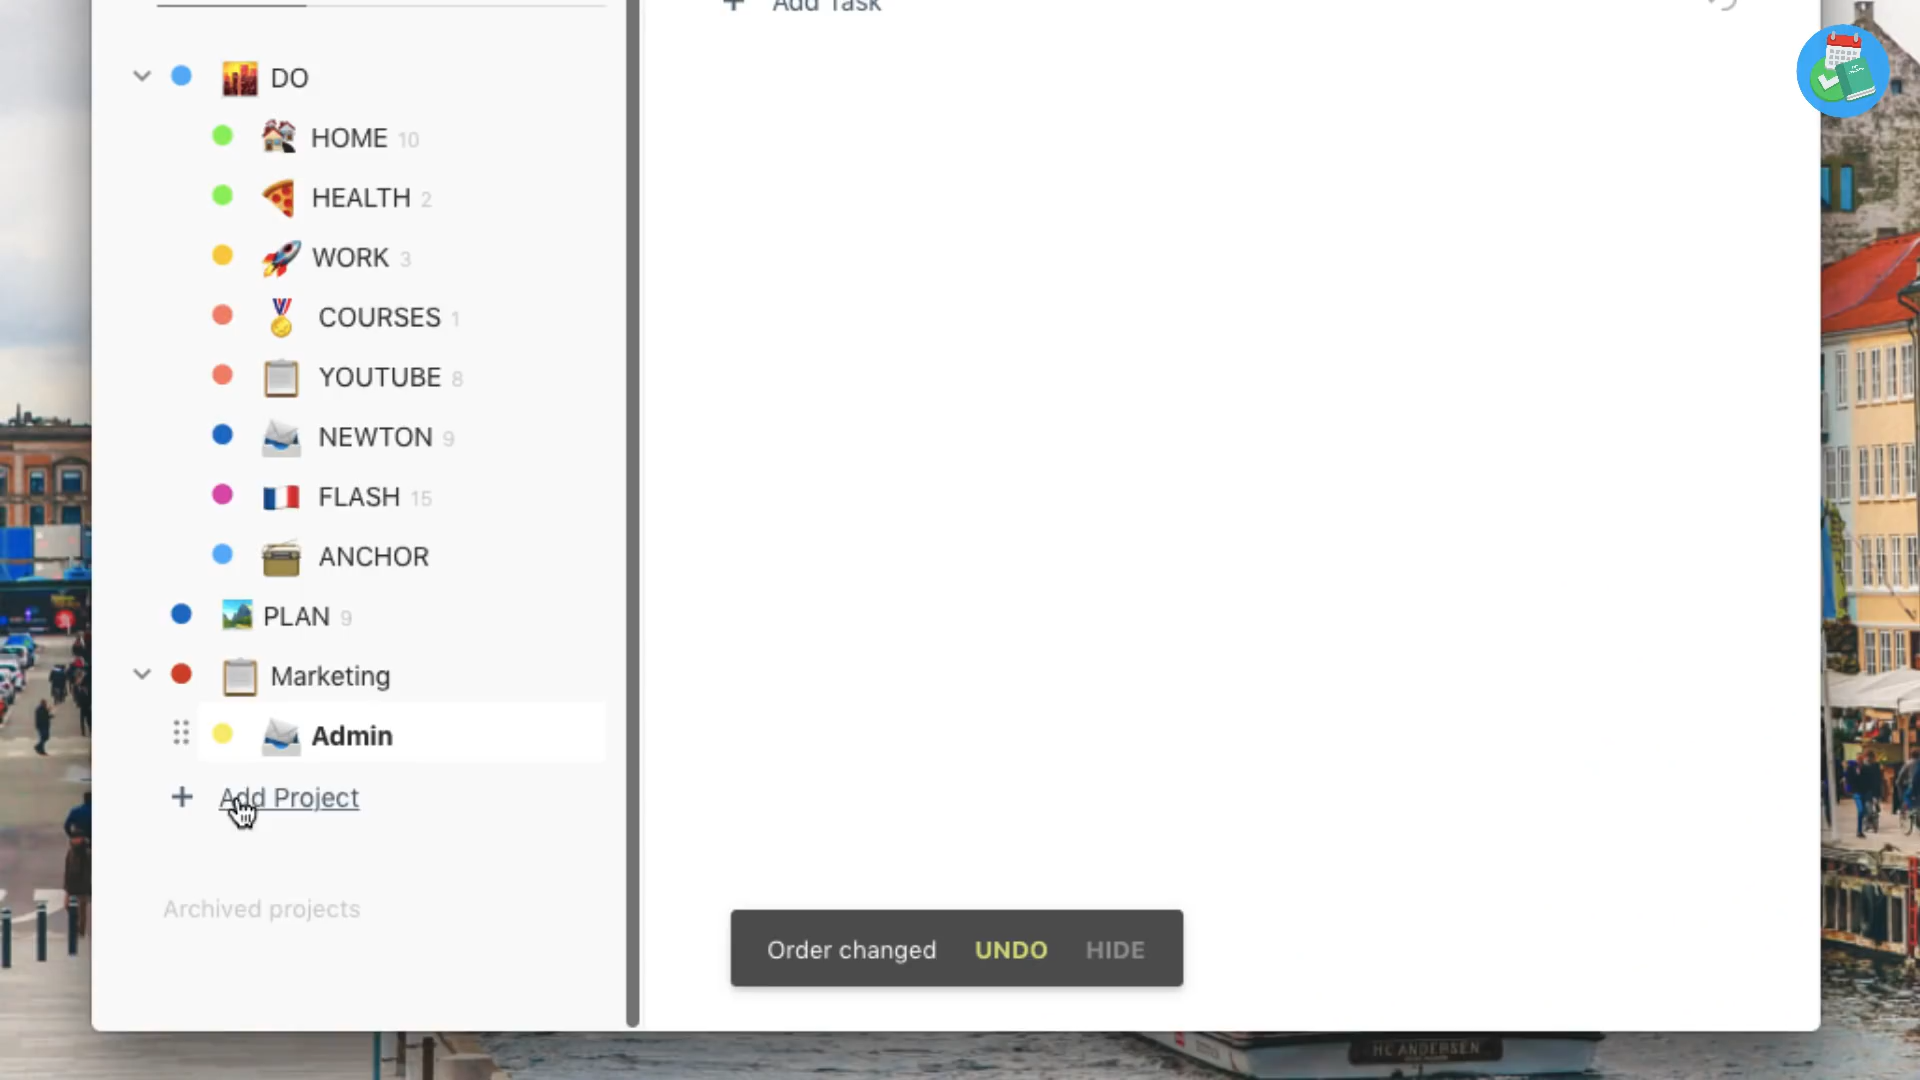 Add Task
DO
HOME 10
HEALTH 2
WORK 3
COURSES 1
YOUTUBE 8
NEWTON 9
FLASH 15
ANCHOR
PLAN 9
Marketing
Admin
Add Project
Archived projects
Order changed UNDO HIDE
H.C. ANDERSEN